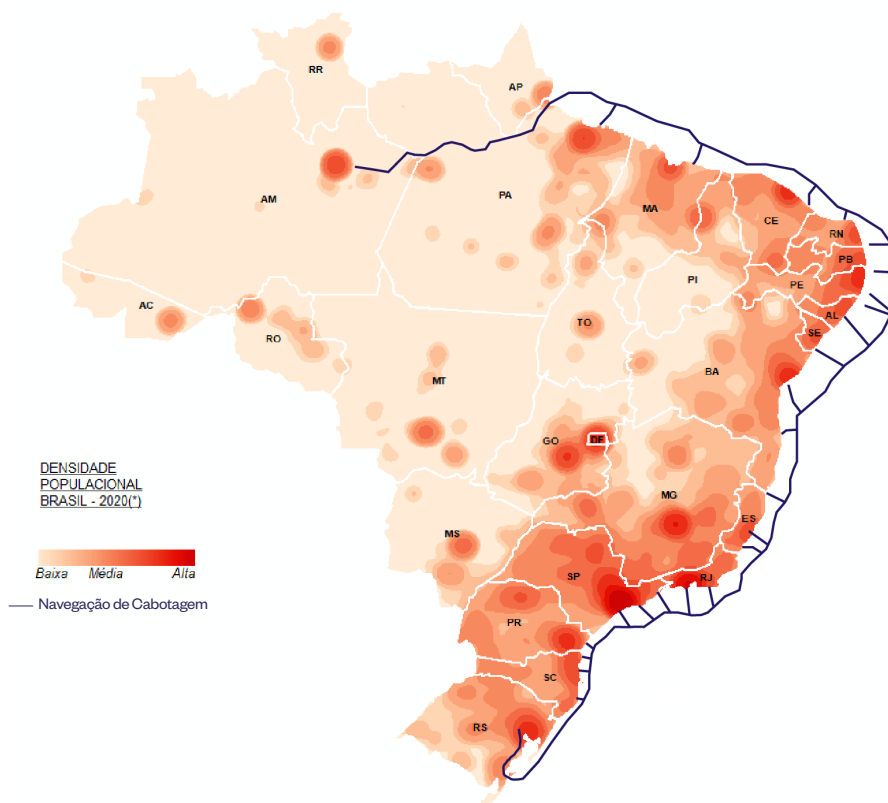 RR
AP
AM
PA
MA
CE
RN
PB
PI
PE
AC
AL
TO
SE
RO
BA
MT
GO
DF
MG
DENSIDADE
POPULACIONAL
BRASIL - 2020(*)
ES
MS
Baixa Média Alta
SP
RJ
Navegação de Cabotagem
PR
SC
RS